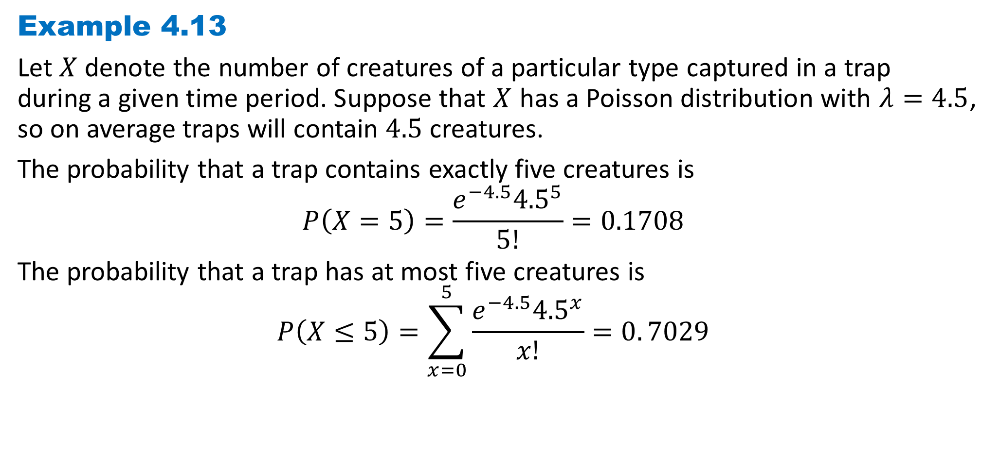 Example 4.13
Let X denote the number of creatures of a particular type captured in a trap
during a given time period. Suppose that X has a Poisson distribution with λ = 4.5,
so on average traps will contain 4.5 creatures.
The probability that a trap contains exactly five creatures is
P(X = 5) = \frac{e^{-4.5} 4.5^5}{5!} = 0.1708
The probability that a trap has at most five creatures is
P(X ≤ 5) = \sum_{x=0}^{5} \frac{e^{-4.5} 4.5^x}{x!} = 0.7029